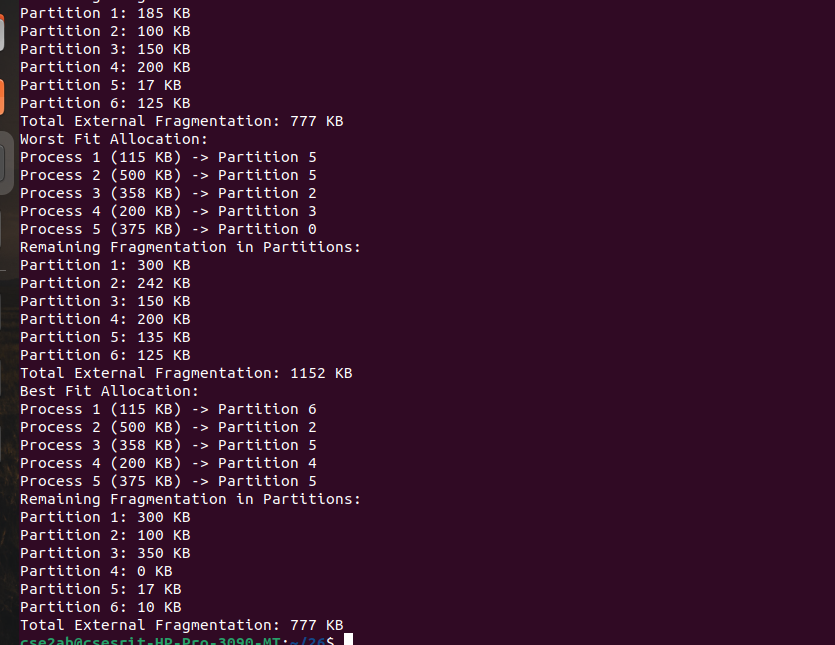 Partition 1: 185 KB
Partition 2: 100 KB
Partition 3: 150 KB
Partition 4: 200 KB
Partition 5: 17 KB
Partition 6: 125 KB
Total External Fragmentation: 777 KB
Worst Fit Allocation:
Process 1 (115 KB) -> Partition 5
Process 2 (500 KB) -> Partition 5
Process 3 (358 KB) -> Partition 2
Process 4 (200 KB) -> Partition 3
Process 5 (375 KB) -> Partition 0
Remaining Fragmentation in Partitions:
Partition 1: 300 KB
Partition 2: 242 KB
Partition 3: 150 KB
Partition 4: 200 KB
Partition 5: 135 KB
Partition 6: 125 KB
Total External Fragmentation: 1152 KB
Best Fit Allocation:
Process 1 (115 KB) -> Partition 6
Process 2 (500 KB) -> Partition 2
Process 3 (358 KB) -> Partition 5
Process 4 (200 KB) -> Partition 4
Process 5 (375 KB) -> Partition 5
Remaining Fragmentation in Partitions:
Partition 1: 300 KB
Partition 2: 100 KB
Partition 3: 350 KB
Partition 4: 0 KB
Partition 5: 17 KB
Partition 6: 10 KB
Total External Fragmentation: 777 KB
cse2ab@csesrit-HP-Pro-3090-MT:~/26$